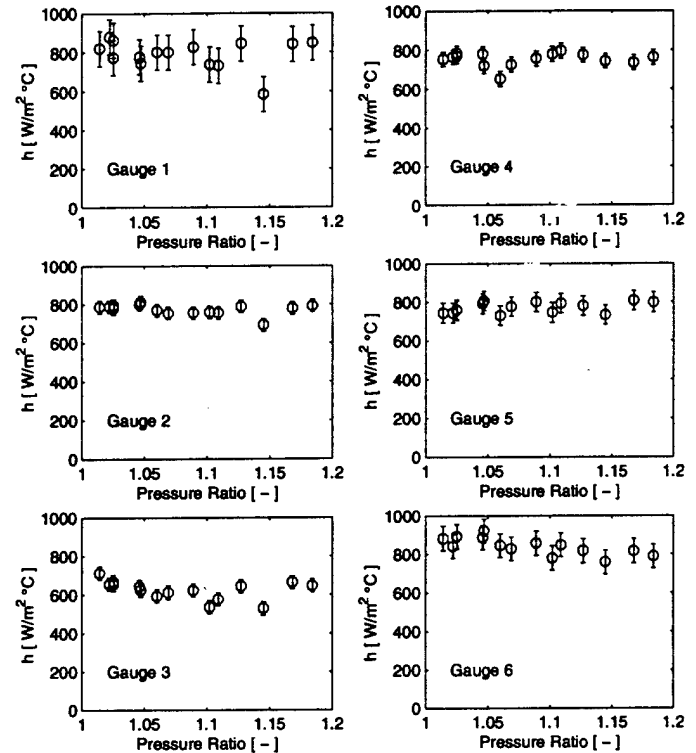 1000
800
600
400
200
0
h [ W/m² °C]
Gauge 1
1 1.05 1.1 1.15 1.2
Pressure Ratio [ – ]
1000
800
600
400
200
0
h [ W/m² °C]
Gauge 4
1 1.05 1.1 1.15 1.2
Pressure Ratio [ – ]
1000
800
600
400
200
0
h [ W/m² °C]
Gauge 2
1 1.05 1.1 1.15 1.2
Pressure Ratio [ – ]
1000
800
600
400
200
0
h [ W/m² °C]
Gauge 5
1 1.05 1.1 1.15 1.2
Pressure Ratio [ – ]
1000
800
600
400
200
0
h [ W/m² °C]
Gauge 3
1 1.05 1.1 1.15 1.2
Pressure Ratio [ – ]
1000
800
600
400
200
0
h [ W/m² °C]
Gauge 6
1 1.05 1.1 1.15 1.2
Pressure Ratio [ – ]